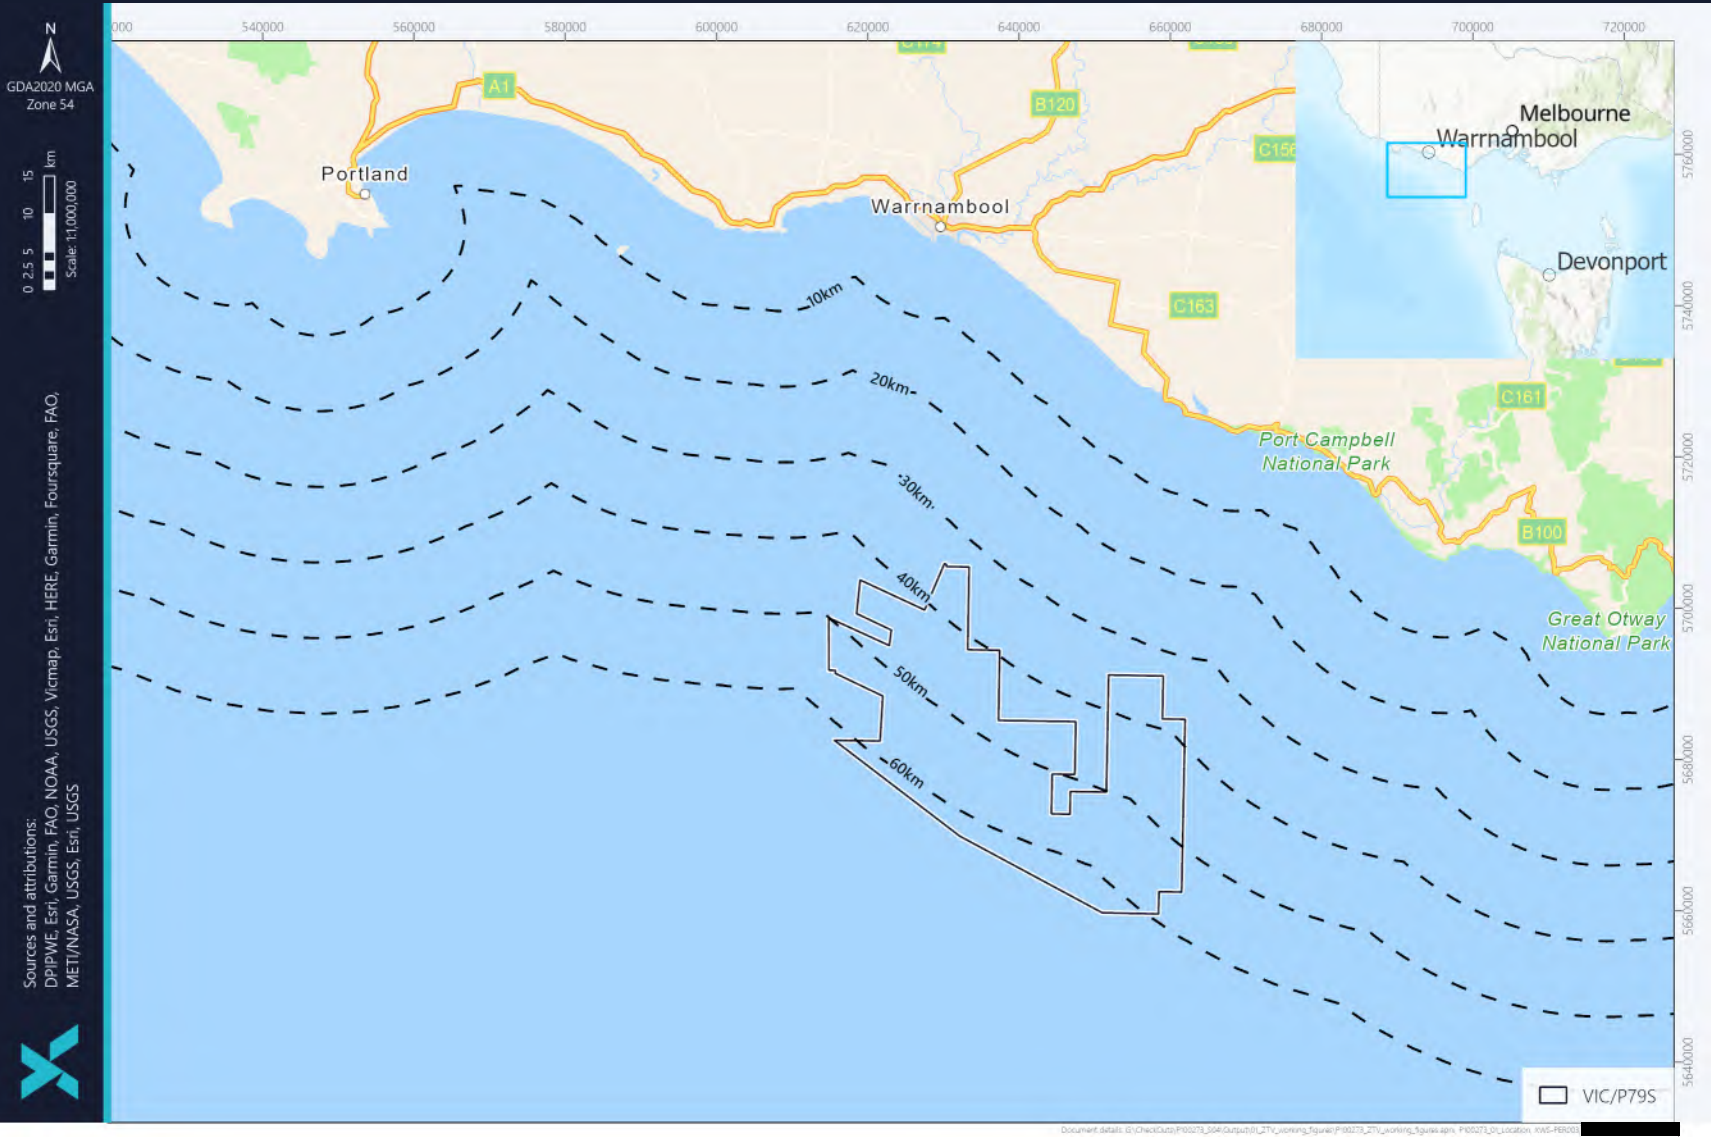 000
540000
560000
580000
600000
620000
640000
660000
680000
700000
720000
N
GDA2020 MGA
Zone 54
0 2.5 5 10 15 km
Scale: 1:1,000,000
Sources and attributions:
DPIPWE, Esri, Garmin, FAO, NOAA, USGS, Vicmap, Esri, HERE, Garmin, Foursquare, FAO,
METI/NASA, USGS, Esri, USGS
A1
C174
B120
C156
C163
C161
B100
Portland
Warrnambool
Port Campbell
National Park
Great Otway
National Park
Melbourne
Warrnambool
Devonport
10km
20km
30km
40km
50km
60km
5760000
5740000
5720000
5700000
5680000
5660000
5640000
VIC/P79S